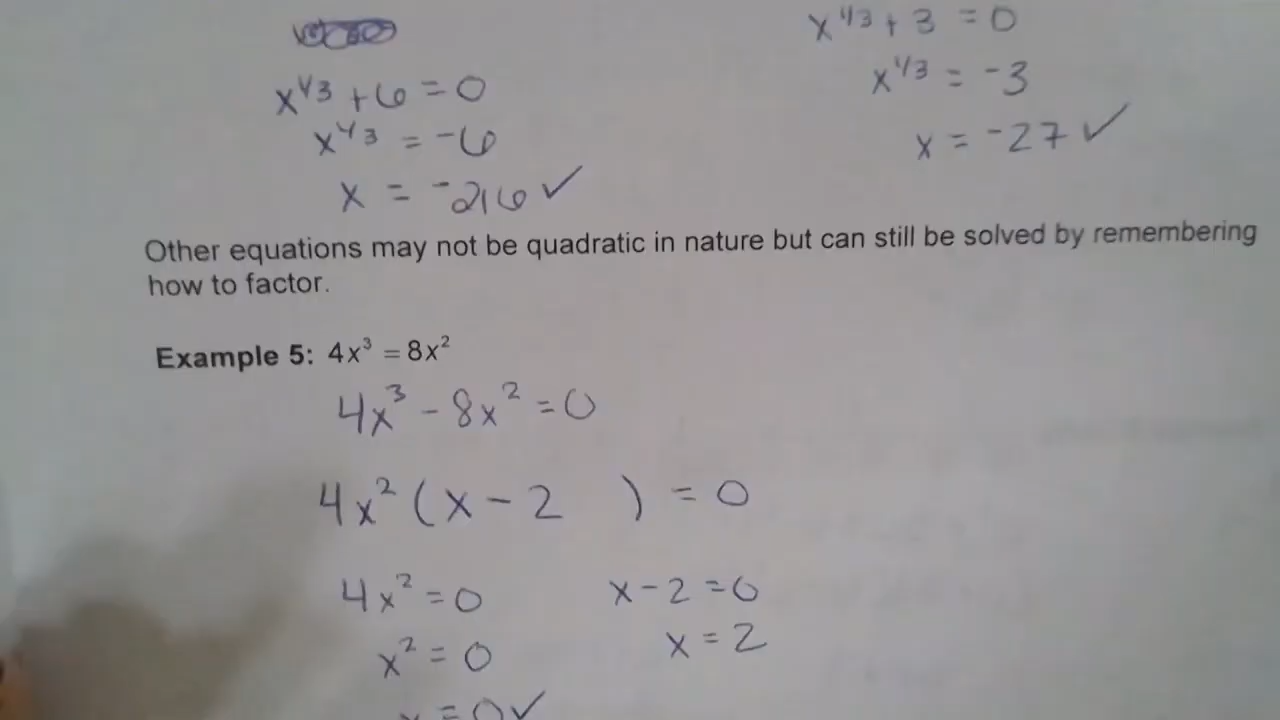 x^1/3 + 6 = 0
x^1/3 = -6
x = -216 ✓
x^1/3 + 3 = 0
x^1/3 = -3
x = -27 ✓
Other equations may not be quadratic in nature but can still be solved by remembering
how to factor.
Example 5: 4x³ = 8x²
4x³ - 8x² = 0
4x² (x - 2 ) = 0
4x² = 0
x² = 0
x = 0 ✓
x - 2 = 0
x = 2